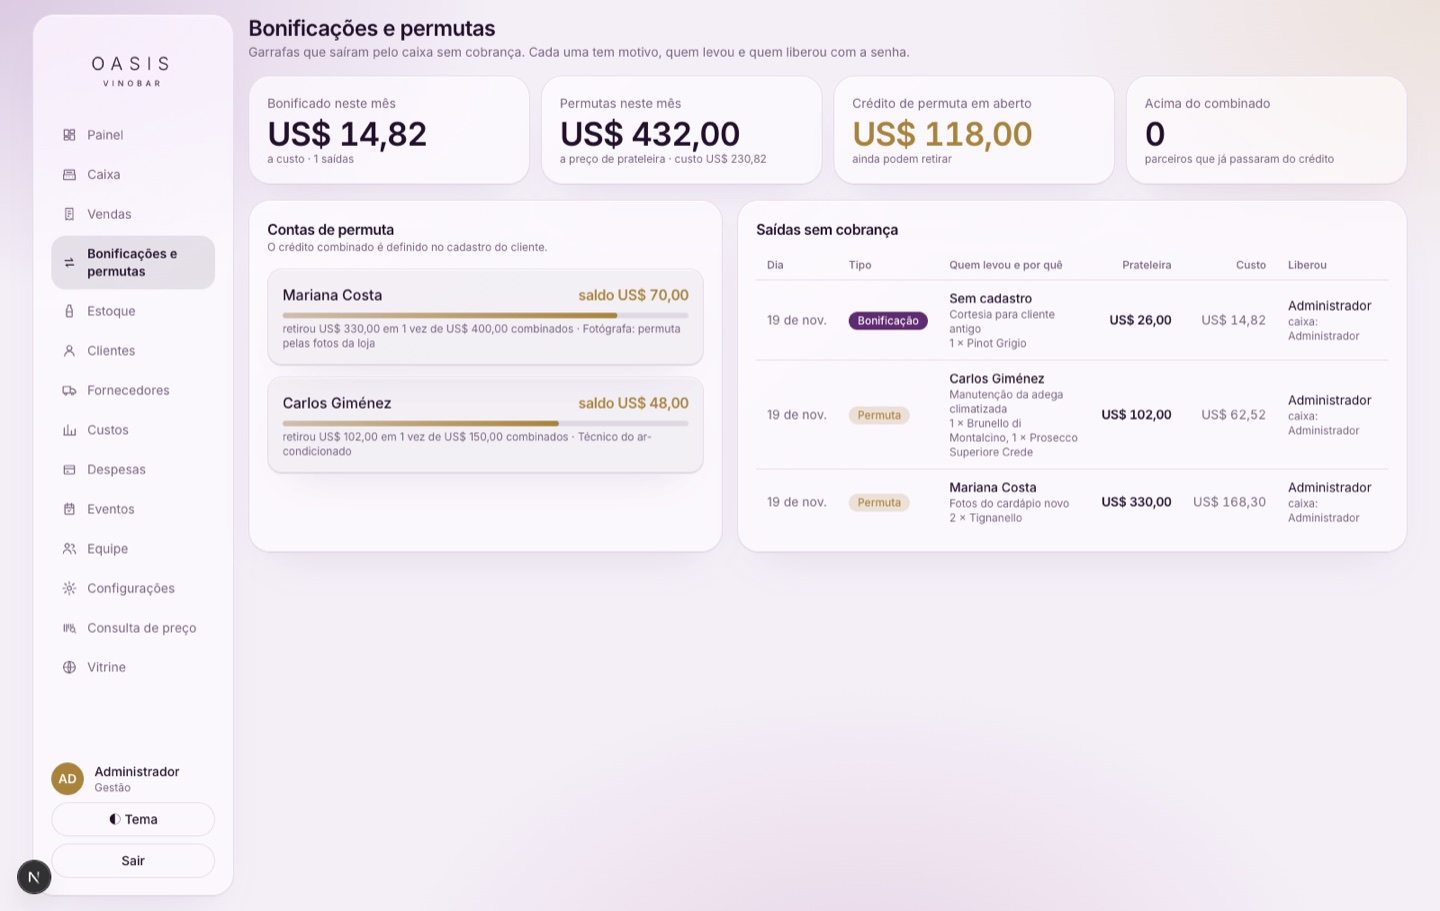 OASIS
VINOBAR
Painel
Caixa
Vendas
Bonificações e
permutas
Estoque
Clientes
Fornecedores
Custos
Despesas
Eventos
Equipe
Configurações
Consulta de preço
Vitrine
AD
Administrador
Gestão
Tema
Sair
N
Bonificações e permutas
Garrafas que saíram pelo caixa sem cobrança. Cada uma tem motivo, quem levou e quem liberou com a senha.
Bonificado neste mês
US$ 14,82
a custo · 1 saídas
Permutas neste mês
US$ 432,00
a preço de prateleira · custo US$ 230,82
Crédito de permuta em aberto
US$ 118,00
ainda podem retirar
Acima do combinado
0
parceiros que já passaram do crédito
Contas de permuta
O crédito combinado é definido no cadastro do cliente.
Mariana Costa
saldo US$ 70,00
retirou US$ 330,00 em 1 vez de US$ 400,00 combinados · Fotógrafa: permuta
pelas fotos da loja
Carlos Giménez
saldo US$ 48,00
retirou US$ 102,00 em 1 vez de US$ 150,00 combinados · Técnico do ar-
condicionado
Saídas sem cobrança
Dia Tipo Quem levou e por quê Prateleira Custo Liberou
19 de nov.
Bonificação
Sem cadastro
Cortesia para cliente
antigo
1 × Pinot Grigio
US$ 26,00
US$ 14,82
Administrador
caixa:
Administrador
19 de nov.
Permuta
Carlos Giménez
Manutenção da adega
climatizada
1 × Brunello di
Montalcino, 1 × Prosecco
Superiore Crede
US$ 102,00
US$ 62,52
Administrador
caixa:
Administrador
19 de nov.
Permuta
Mariana Costa
Fotos do cardápio novo
2 × Tignanello
US$ 330,00
US$ 168,30
Administrador
caixa:
Administrador